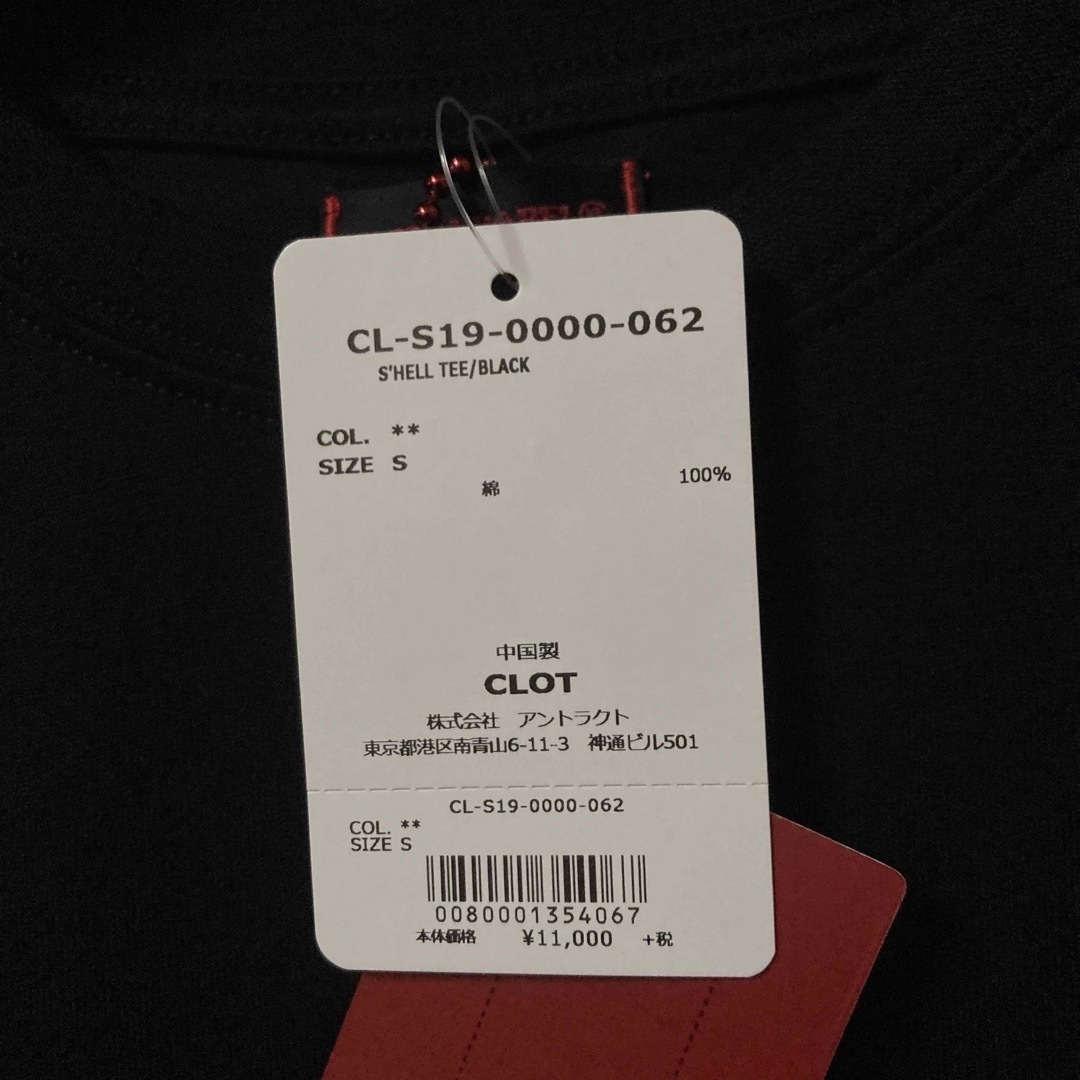 CL-S19-0000-062
S'HELL TEE/BLACK
COL. **
SIZE S
綿 100%
中国製
CLOT
株式会社 アントラクト
東京都港区南青山6-11-3 神通ビル501
CL-S19-0000-062
COL. **
SIZE S
0080001354067
本体価格 ¥11,000 +税